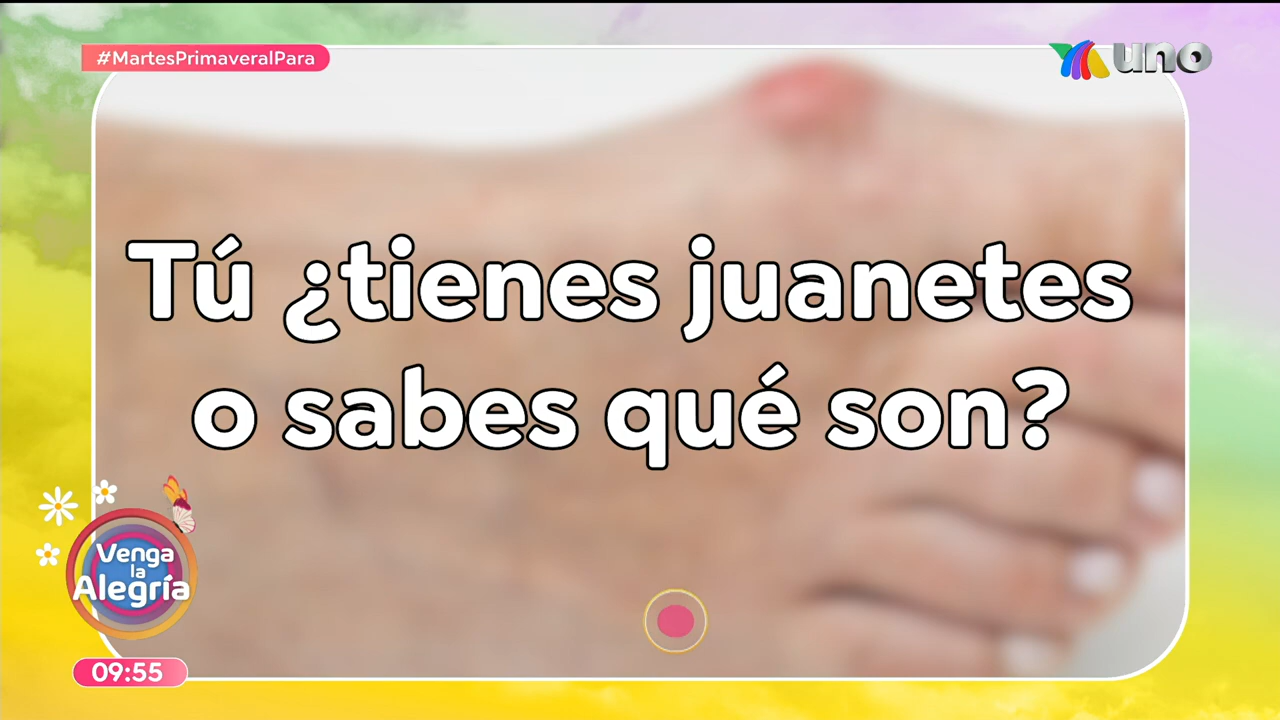 #MartesPrimaveralPara
uno
Tú ¿tienes juanetes
o sabes qué son?
Venga
la
Alegría
09:55